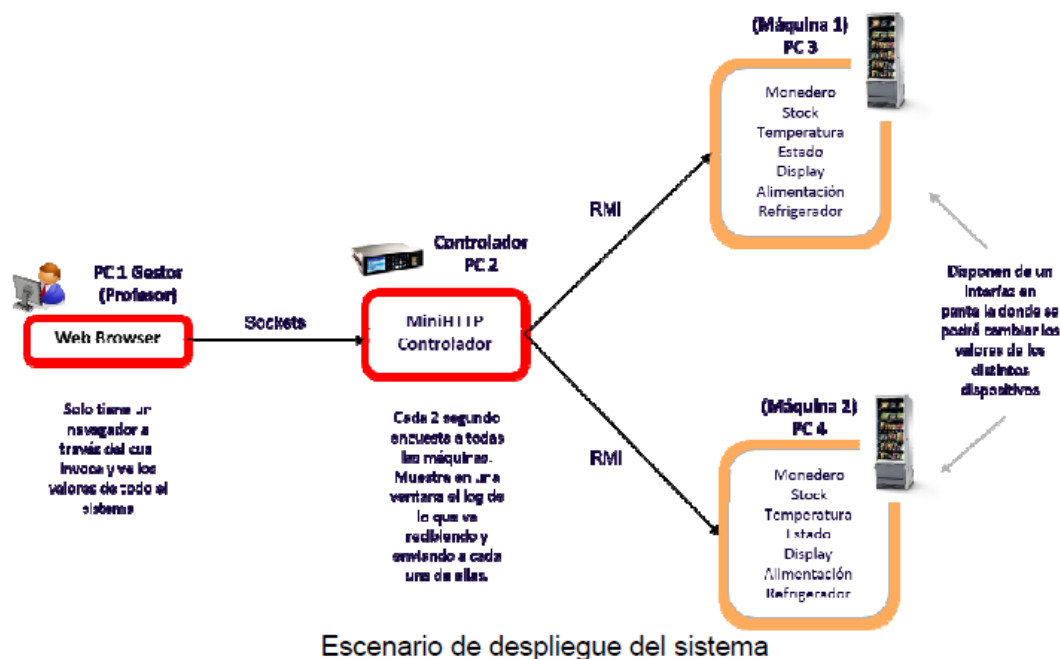 (Máquina 1)
PC 3
Monedero
Stock
Temperatura
Estado
Display
Alimentación
Refrigerador
RMI
Controlador
PC 2
MiniHTTP
Controlador
PC 1 Gestor
(Profesor)
Web Browser
Sockets
Solo tiene un
navegador a
través del cua
invoca y ve los
valores de todo el
sistema
Cada 2 segundo
encuesta a todas
las máquinas.
Muestra en una
ventana el log de
lo que va
recibiendo y
enviando a cada
una de ellas.
Disponen de un
interfaz en
panta la donde se
podrá cambiar los
valores de los
distintos
dispositivos
RMI
(Máquina 2)
PC 4
Monedero
Stock
Temperatura
Estado
Display
Alimentación
Refrigerador
Escenario de despliegue del sistema